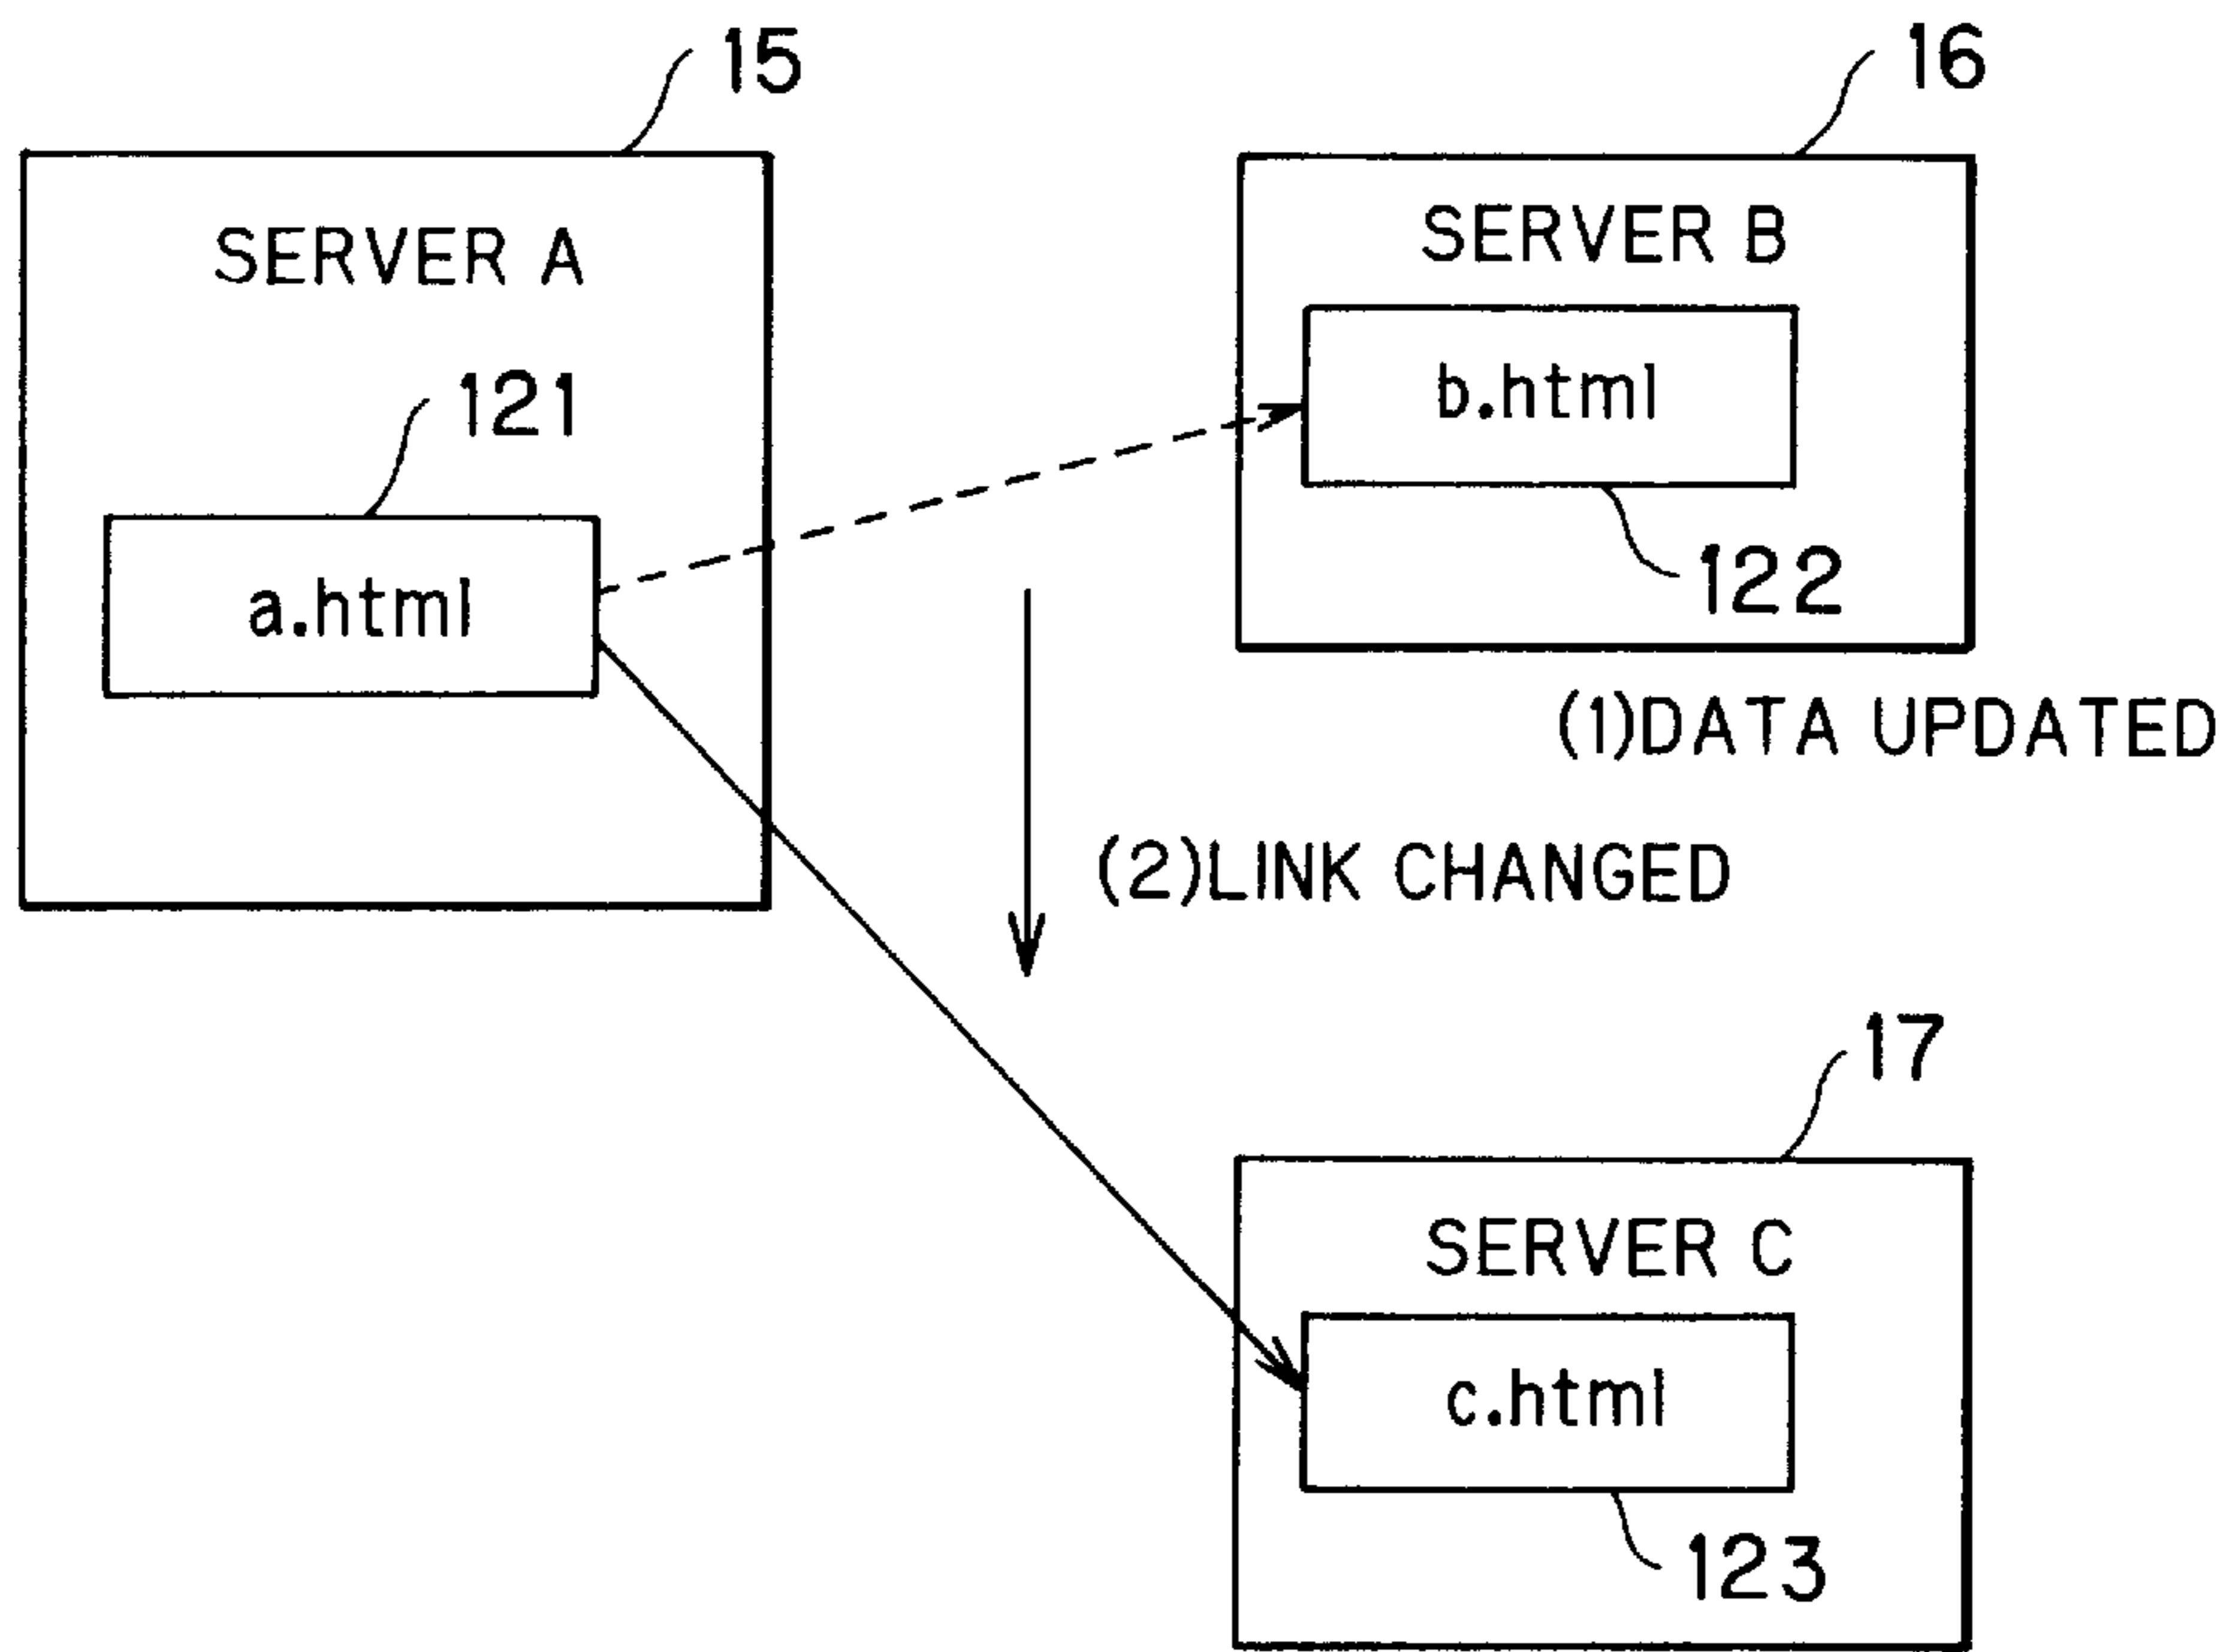 15
16
SERVER A
SERVER B
121
b.html
a.html
122
(1)DATA UPDATED
(2)LINK CHANGED
17
SERVER C
c.html
123